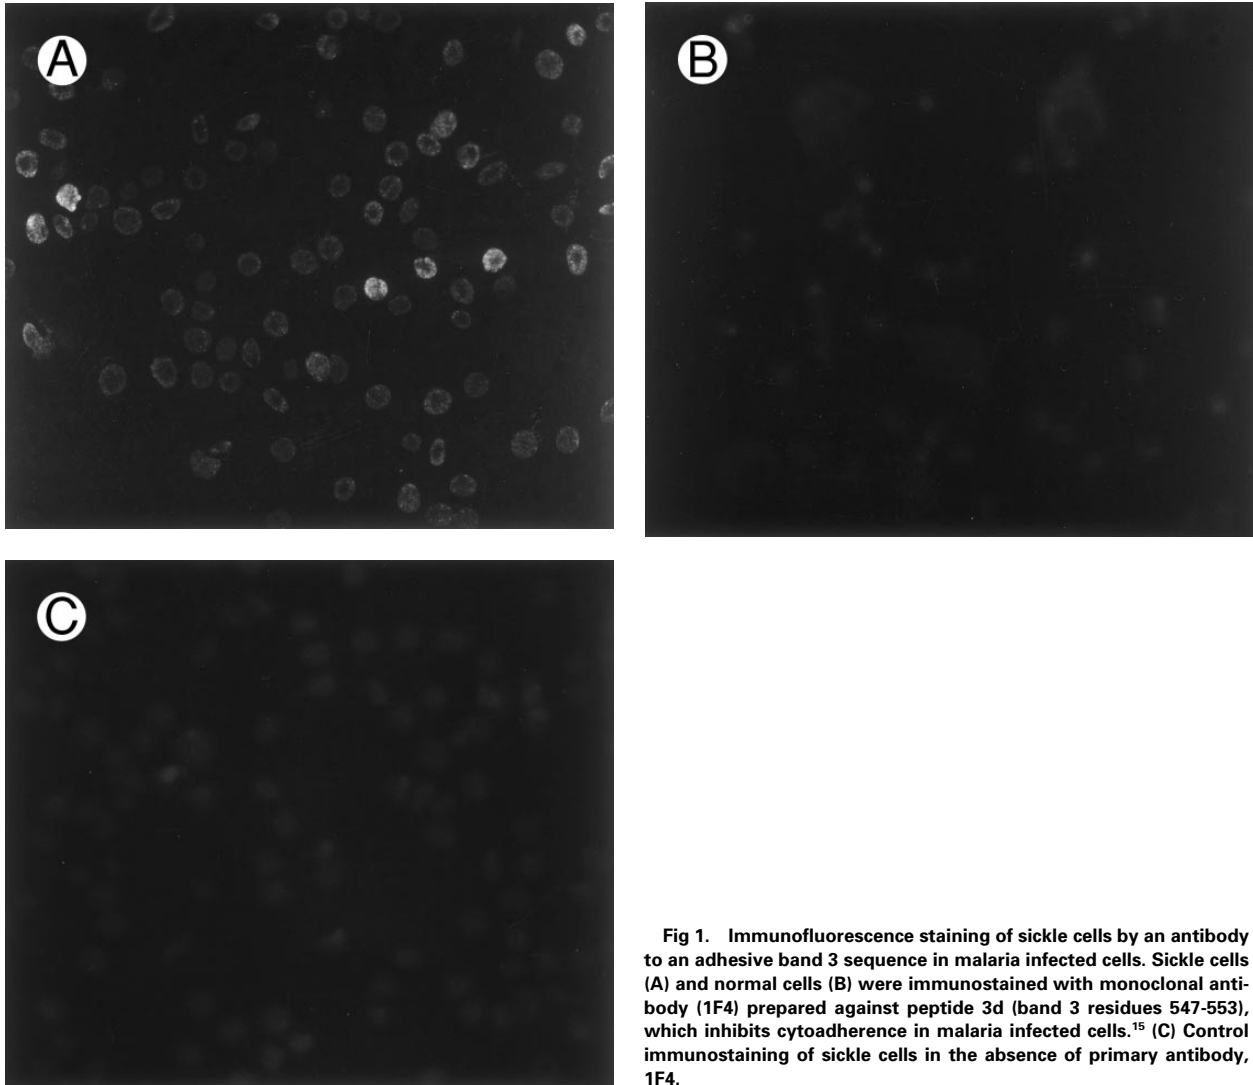 A
B
C
Fig 1. Immunofluorescence staining of sickle cells by an antibody
to an adhesive band 3 sequence in malaria infected cells. Sickle cells
(A) and normal cells (B) were immunostained with monoclonal anti-
body (1F4) prepared against peptide 3d (band 3 residues 547-553),
which inhibits cytoadherence in malaria infected cells.15 (C) Control
immunostaining of sickle cells in the absence of primary antibody,
1F4.